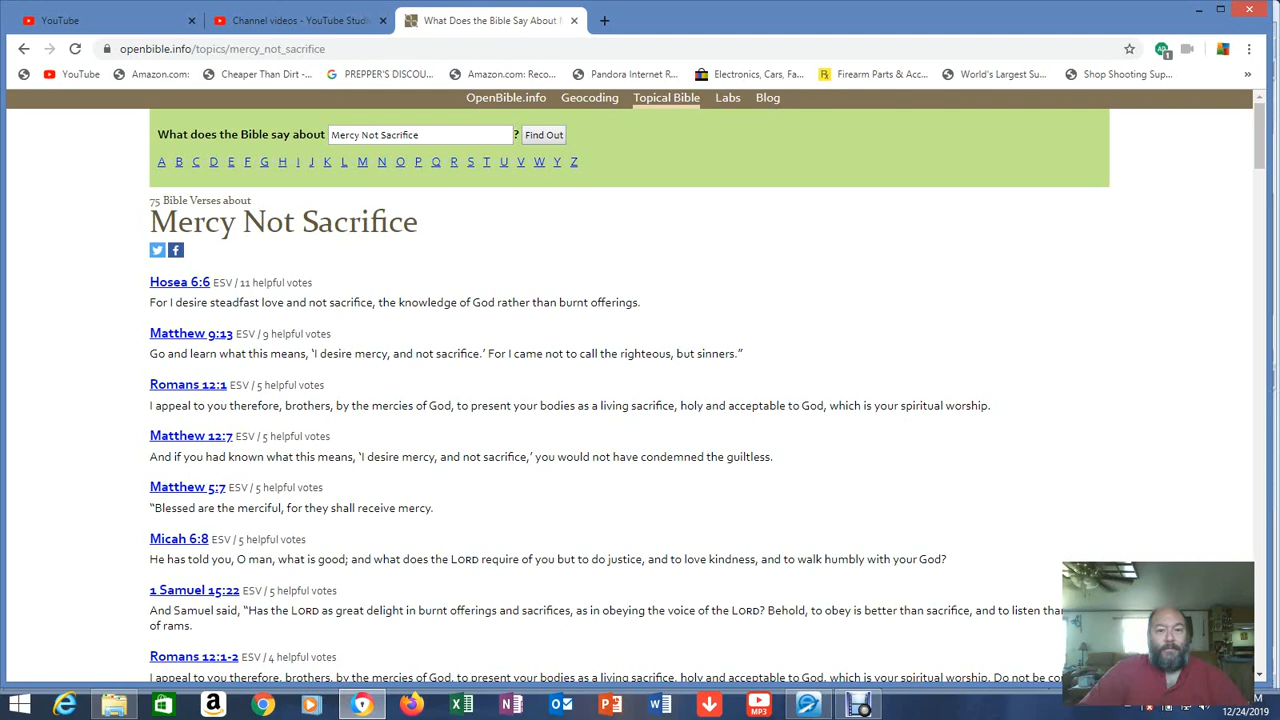 YouTube
Channel videos - YouTube Studi
What Does the Bible Say About
openbible.info/topics/mercy_not_sacrifice
YouTube Amazon.com: Cheaper Than Dirt -... PREPPER'S DISCOU... Amazon.com: Reco... Pandora Internet R... Electronics, Cars, Fa... Firearm Parts & Acc... World's Largest Su... Shop Shooting Sup... »
OpenBible.info Geocoding Topical Bible Labs Blog
What does the Bible say about Mercy Not Sacrifice ? Find Out
A B C D E F G H I J K L M N O P Q R S T U V W Y Z
75 Bible Verses about
Mercy Not Sacrifice
Hosea 6:6 ESV / 11 helpful votes
For I desire steadfast love and not sacrifice, the knowledge of God rather than burnt offerings.
Matthew 9:13 ESV / 9 helpful votes
Go and learn what this means, ‘I desire mercy, and not sacrifice.’ For I came not to call the righteous, but sinners.”
Romans 12:1 ESV / 5 helpful votes
I appeal to you therefore, brothers, by the mercies of God, to present your bodies as a living sacrifice, holy and acceptable to God, which is your spiritual worship.
Matthew 12:7 ESV / 5 helpful votes
And if you had known what this means, ‘I desire mercy, and not sacrifice,’ you would not have condemned the guiltless.
Matthew 5:7 ESV / 5 helpful votes
“Blessed are the merciful, for they shall receive mercy.
Micah 6:8 ESV / 5 helpful votes
He has told you, O man, what is good; and what does the LORD require of you but to do justice, and to love kindness, and to walk humbly with your God?
1 Samuel 15:22 ESV / 5 helpful votes
And Samuel said, “Has the LORD as great delight in burnt offerings and sacrifices, as in obeying the voice of the LORD? Behold, to obey is better than sacrifice, and to listen tha
of rams.
Romans 12:1-2 ESV / 4 helpful votes
I appeal to you therefore, brothers, by the mercies of God, to present your bodies as a living sacrifice, holy and acceptable to God, which is your spiritual worship. Do not be co
MP3
12/24/2019